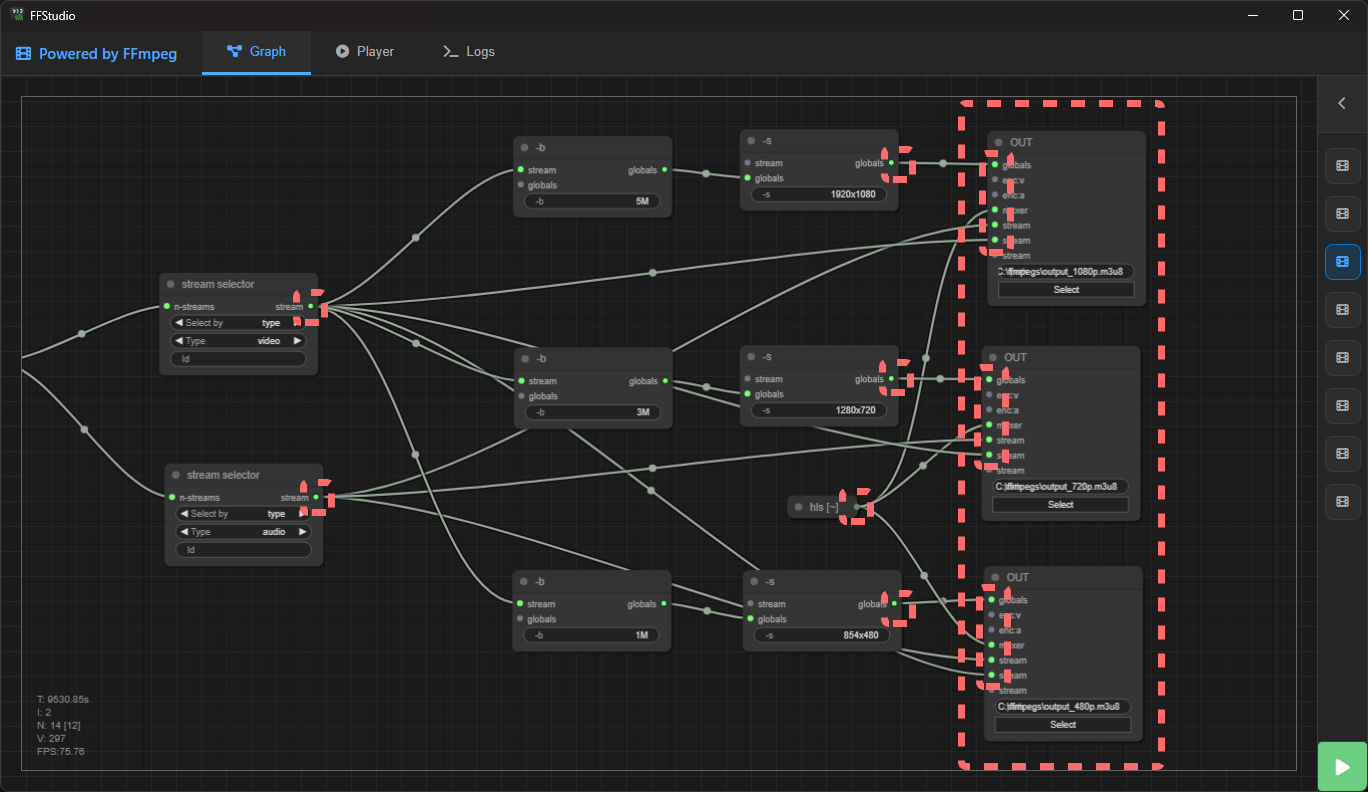 FFStudio
Powered by FFmpeg
Graph
Player
Logs
-b
stream globals
globals
-b 5M
-s
stream globals
globals
-s 1920x1080
OUT
globals
enc:v
enc:a
muxer
stream
stream
stream
C:\ffmpegs\output_1080p.m3u8
Select
stream selector
n-streams stream
Select by type
Type video
Id
-b
stream globals
globals
-b 3M
-s
stream globals
globals
-s 1280x720
OUT
globals
enc:v
enc:a
muxer
stream
stream
stream
C:\ffmpegs\output_720p.m3u8
Select
stream selector
n-streams stream
Select by type
Type audio
Id
hls [~]
-b
stream globals
globals
-b 1M
-s
stream globals
globals
-s 854x480
OUT
globals
enc:v
enc:a
muxer
stream
stream
stream
C:\ffmpegs\output_480p.m3u8
Select
T: 9530.85s
I: 2
N: 14 [12]
V: 297
FPS:75.76